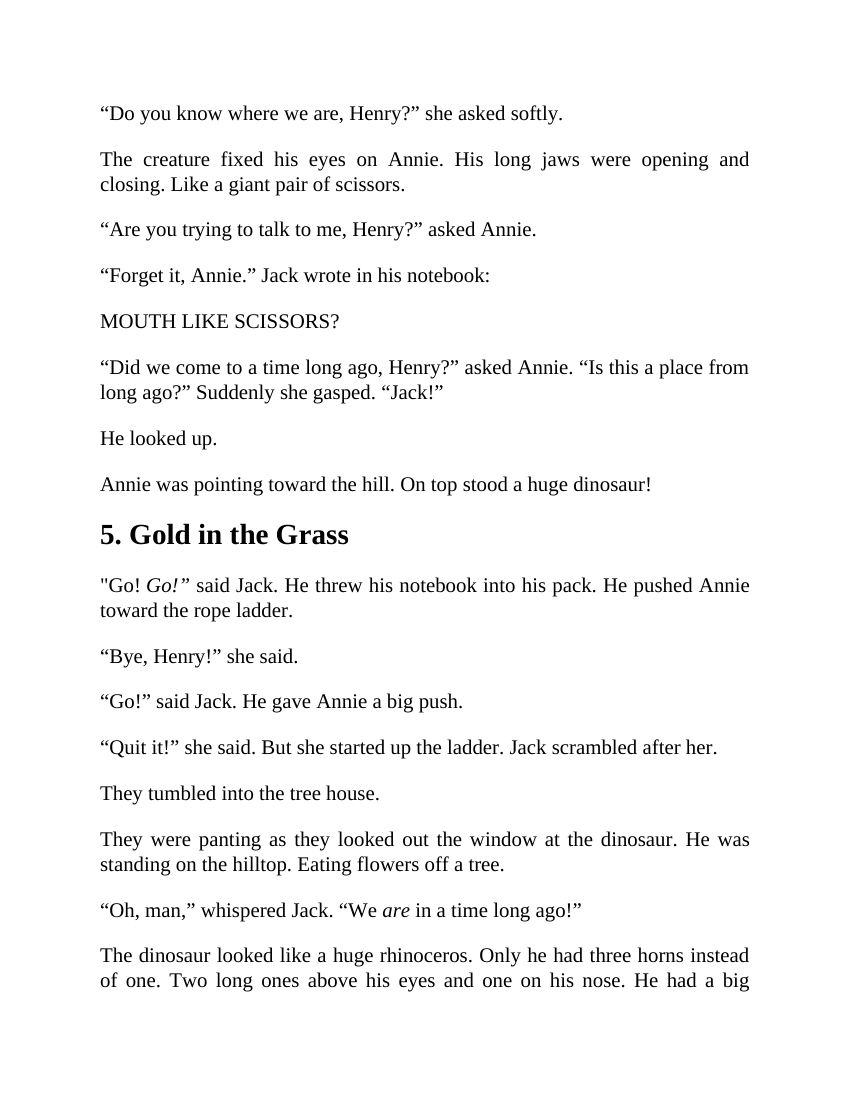 “Do you know where we are, Henry?” she asked softly.
The creature fixed his eyes on Annie. His long jaws were opening and
closing. Like a giant pair of scissors.
“Are you trying to talk to me, Henry?” asked Annie.
“Forget it, Annie.” Jack wrote in his notebook:
MOUTH LIKE SCISSORS?
“Did we come to a time long ago, Henry?” asked Annie. “Is this a place from
long ago?” Suddenly she gasped. “Jack!”
He looked up.
Annie was pointing toward the hill. On top stood a huge dinosaur!
5. Gold in the Grass
"Go! Go!” said Jack. He threw his notebook into his pack. He pushed Annie
toward the rope ladder.
“Bye, Henry!” she said.
“Go!” said Jack. He gave Annie a big push.
“Quit it!” she said. But she started up the ladder. Jack scrambled after her.
They tumbled into the tree house.
They were panting as they looked out the window at the dinosaur. He was
standing on the hilltop. Eating flowers off a tree.
“Oh, man,” whispered Jack. “We are in a time long ago!”
The dinosaur looked like a huge rhinoceros. Only he had three horns instead
of one. Two long ones above his eyes and one on his nose. He had a big